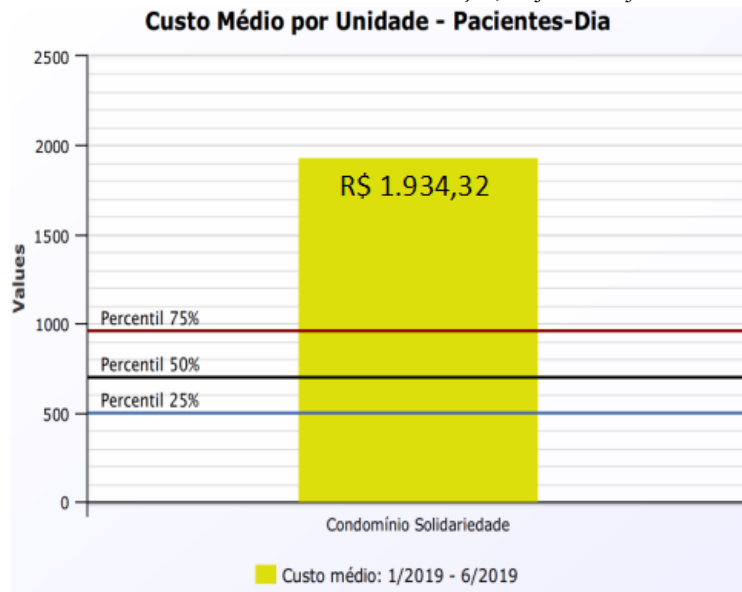 Custo Médio por Unidade - Pacientes-Dia
2500
2000
R$ 1.934,32
1500
Values
Percentil 75%
1000
Percentil 50%
Percentil 25%
500
0
Condomínio Solidariedade
Custo médio: 1/2019 - 6/2019